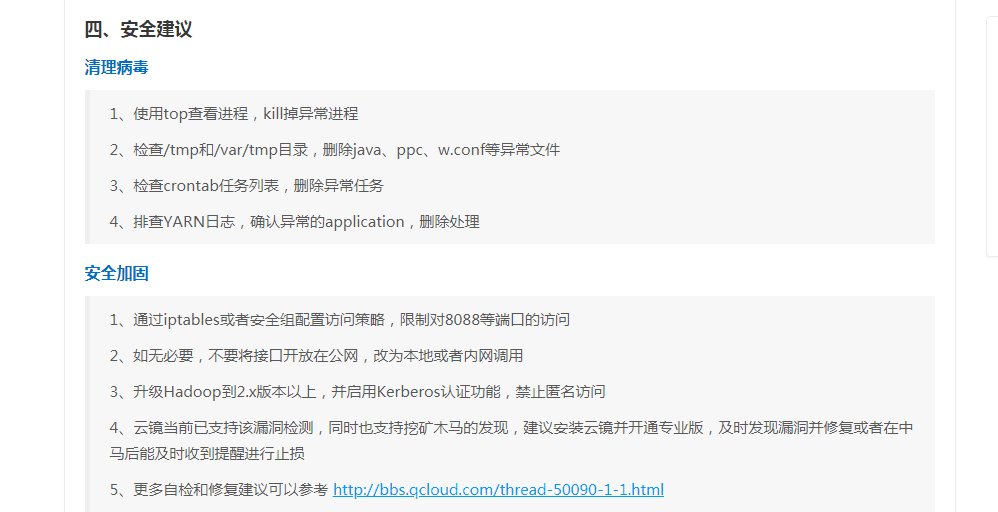 四、安全建议
清理病毒
1、使用top查看进程，kill掉异常进程
2、检查/tmp和/var/tmp目录，删除java、ppc、w.conf等异常文件
3、检查crontab任务列表，删除异常任务
4、排查YARN日志，确认异常的application，删除处理
安全加固
1、通过iptables或者安全组配置访问策略，限制对8088等端口的访问
2、如无必要，不要将接口开放在公网，改为本地或者内网调用
3、升级Hadoop到2.x版本以上，并启用Kerberos认证功能，禁止匿名访问
4、云镜当前已支持该漏洞检测，同时也支持挖矿木马的发现，建议安装云镜并开通专业版，及时发现漏洞并修复或者在中
马后能及时收到提醒进行止损
5、更多自检和修复建议可以参考 http://bbs.qcloud.com/thread-50090-1-1.html